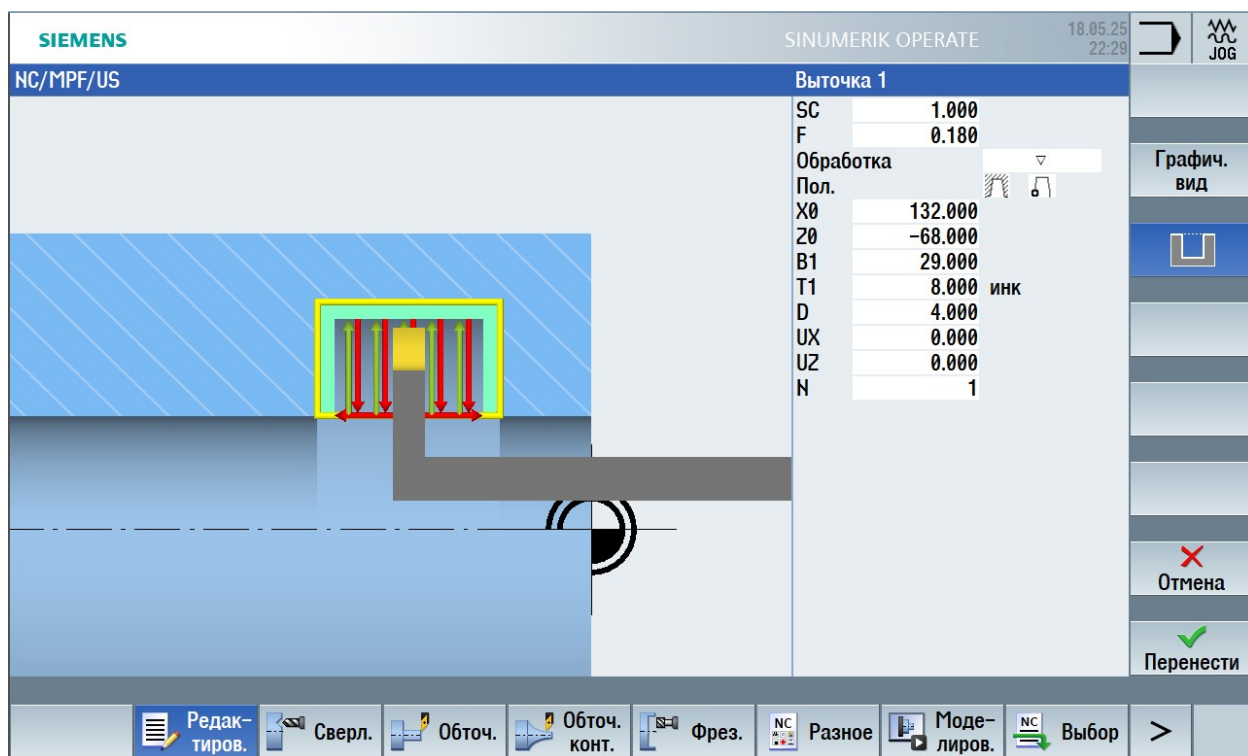 SIEMENS
SINUMERIK OPERATE
18.05.25
22:29
JOG
NC/MPF/US
Выточка 1
SC 1.000
F 0.180
Обработка ▽
Пол.
X0 132.000
Z0 -68.000
B1 29.000
T1 8.000 инк
D 4.000
UX 0.000
UZ 0.000
N 1
Графич.
вид
Отмена
Перенести
Редак-
тиров.
Сверл.
Обточ.
Обточ.
конт.
Фрез.
NC
Разное
Моде-
лиров.
NC
Выбор
>